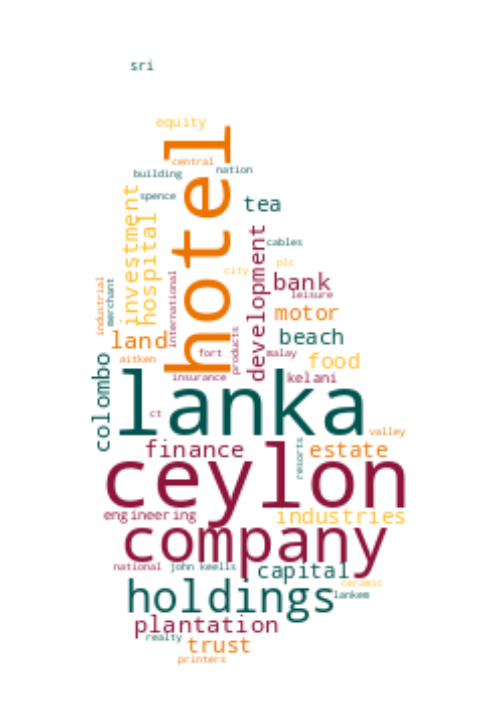 sri
equity
hotel
central
building
nation
spence
investment
hospital
tea
development
cables
city
plc
international
industrial
merchant
bank
leisure
motor
land
beach
products
fort
malay
aitken
food
colombo
insurance
kelani
lanka
ct
valley
finance
resorts
estate
ceylon
engineering
industries
company
national
john keells
capital
ceramic
holdings
lankem
plantation
realty
trust
printers